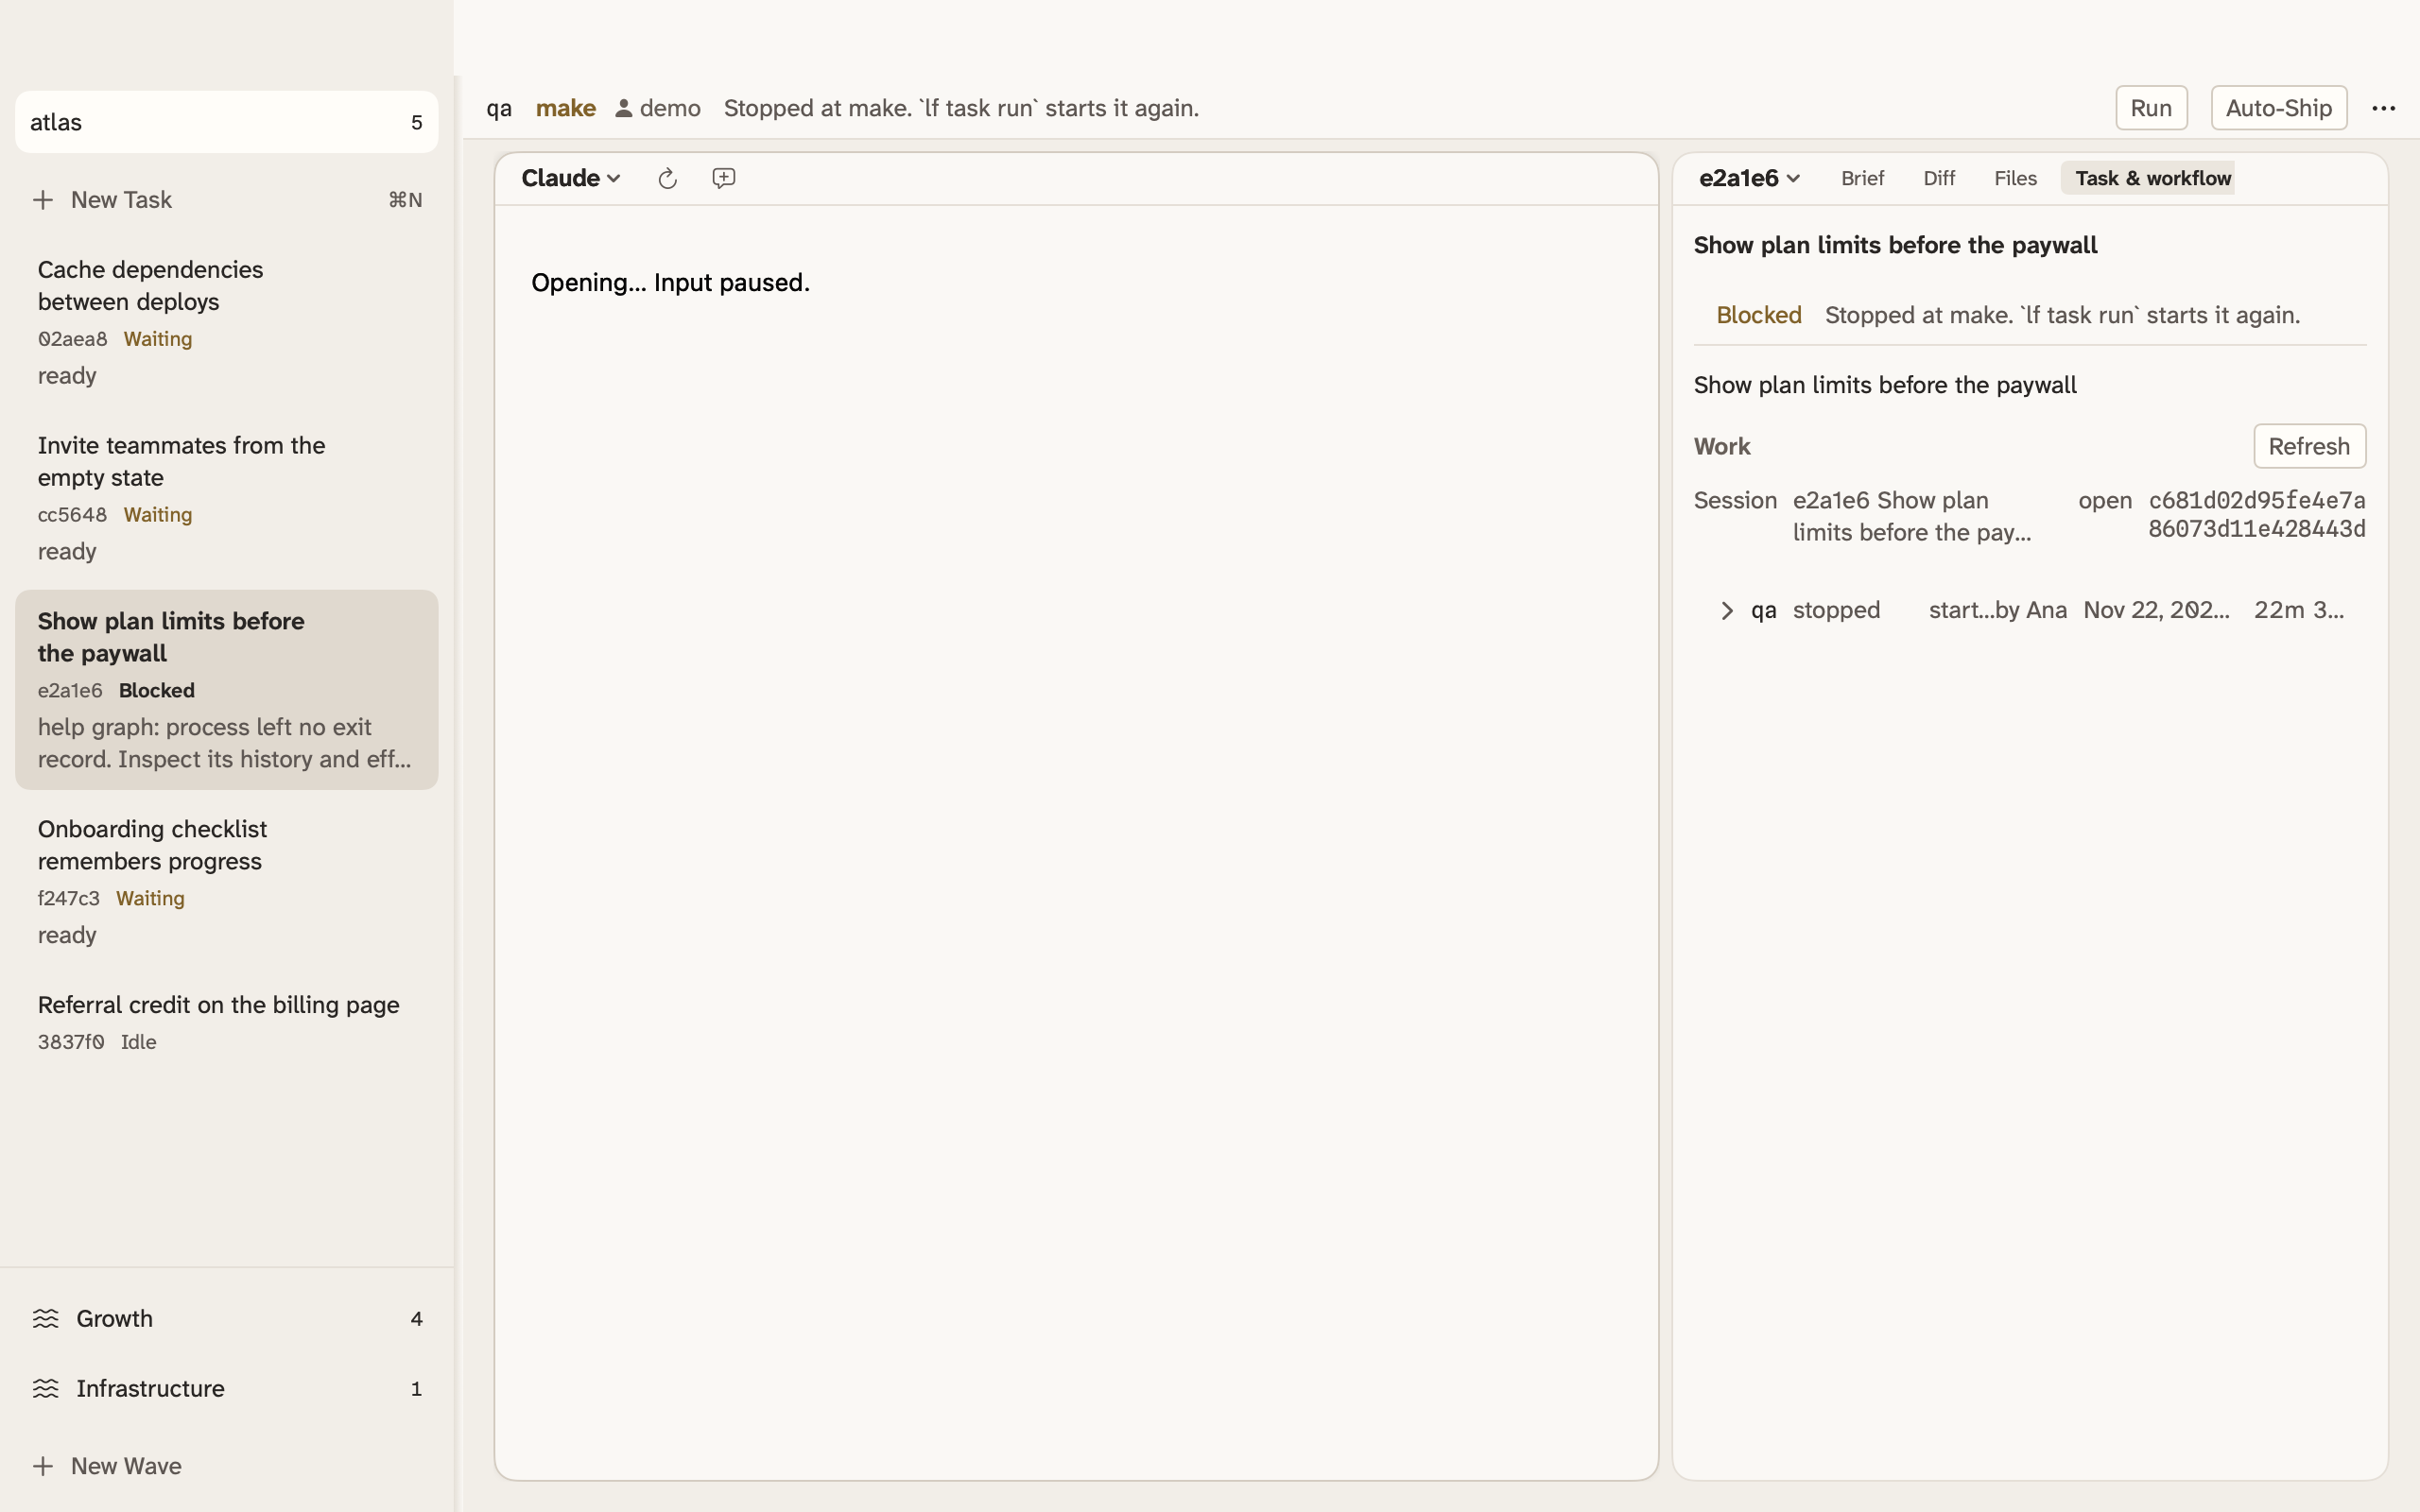 atlas 5
New Task ⌘N
Cache dependencies
between deploys
02aea8 Waiting
ready
Invite teammates from the
empty state
cc5648 Waiting
ready
Show plan limits before
the paywall
e2a1e6 Blocked
help graph: process left no exit
record. Inspect its history and eff...
Onboarding checklist
remembers progress
f247c3 Waiting
ready
Referral credit on the billing page
3837f0 Idle
Growth 4
Infrastructure 1
New Wave
qa make demo Stopped at make. `lf task run` starts it again. Run Auto-Ship
Claude
Opening... Input paused.
e2a1e6 Brief Diff Files Task & workflow
Show plan limits before the paywall
Blocked Stopped at make. `lf task run` starts it again.
Show plan limits before the paywall
Work Refresh
Session e2a1e6 Show plan open c681d02d95fe4e7a
limits before the pay... 86073d11e428443d
qa stopped start...by Ana Nov 22, 202... 22m 3...